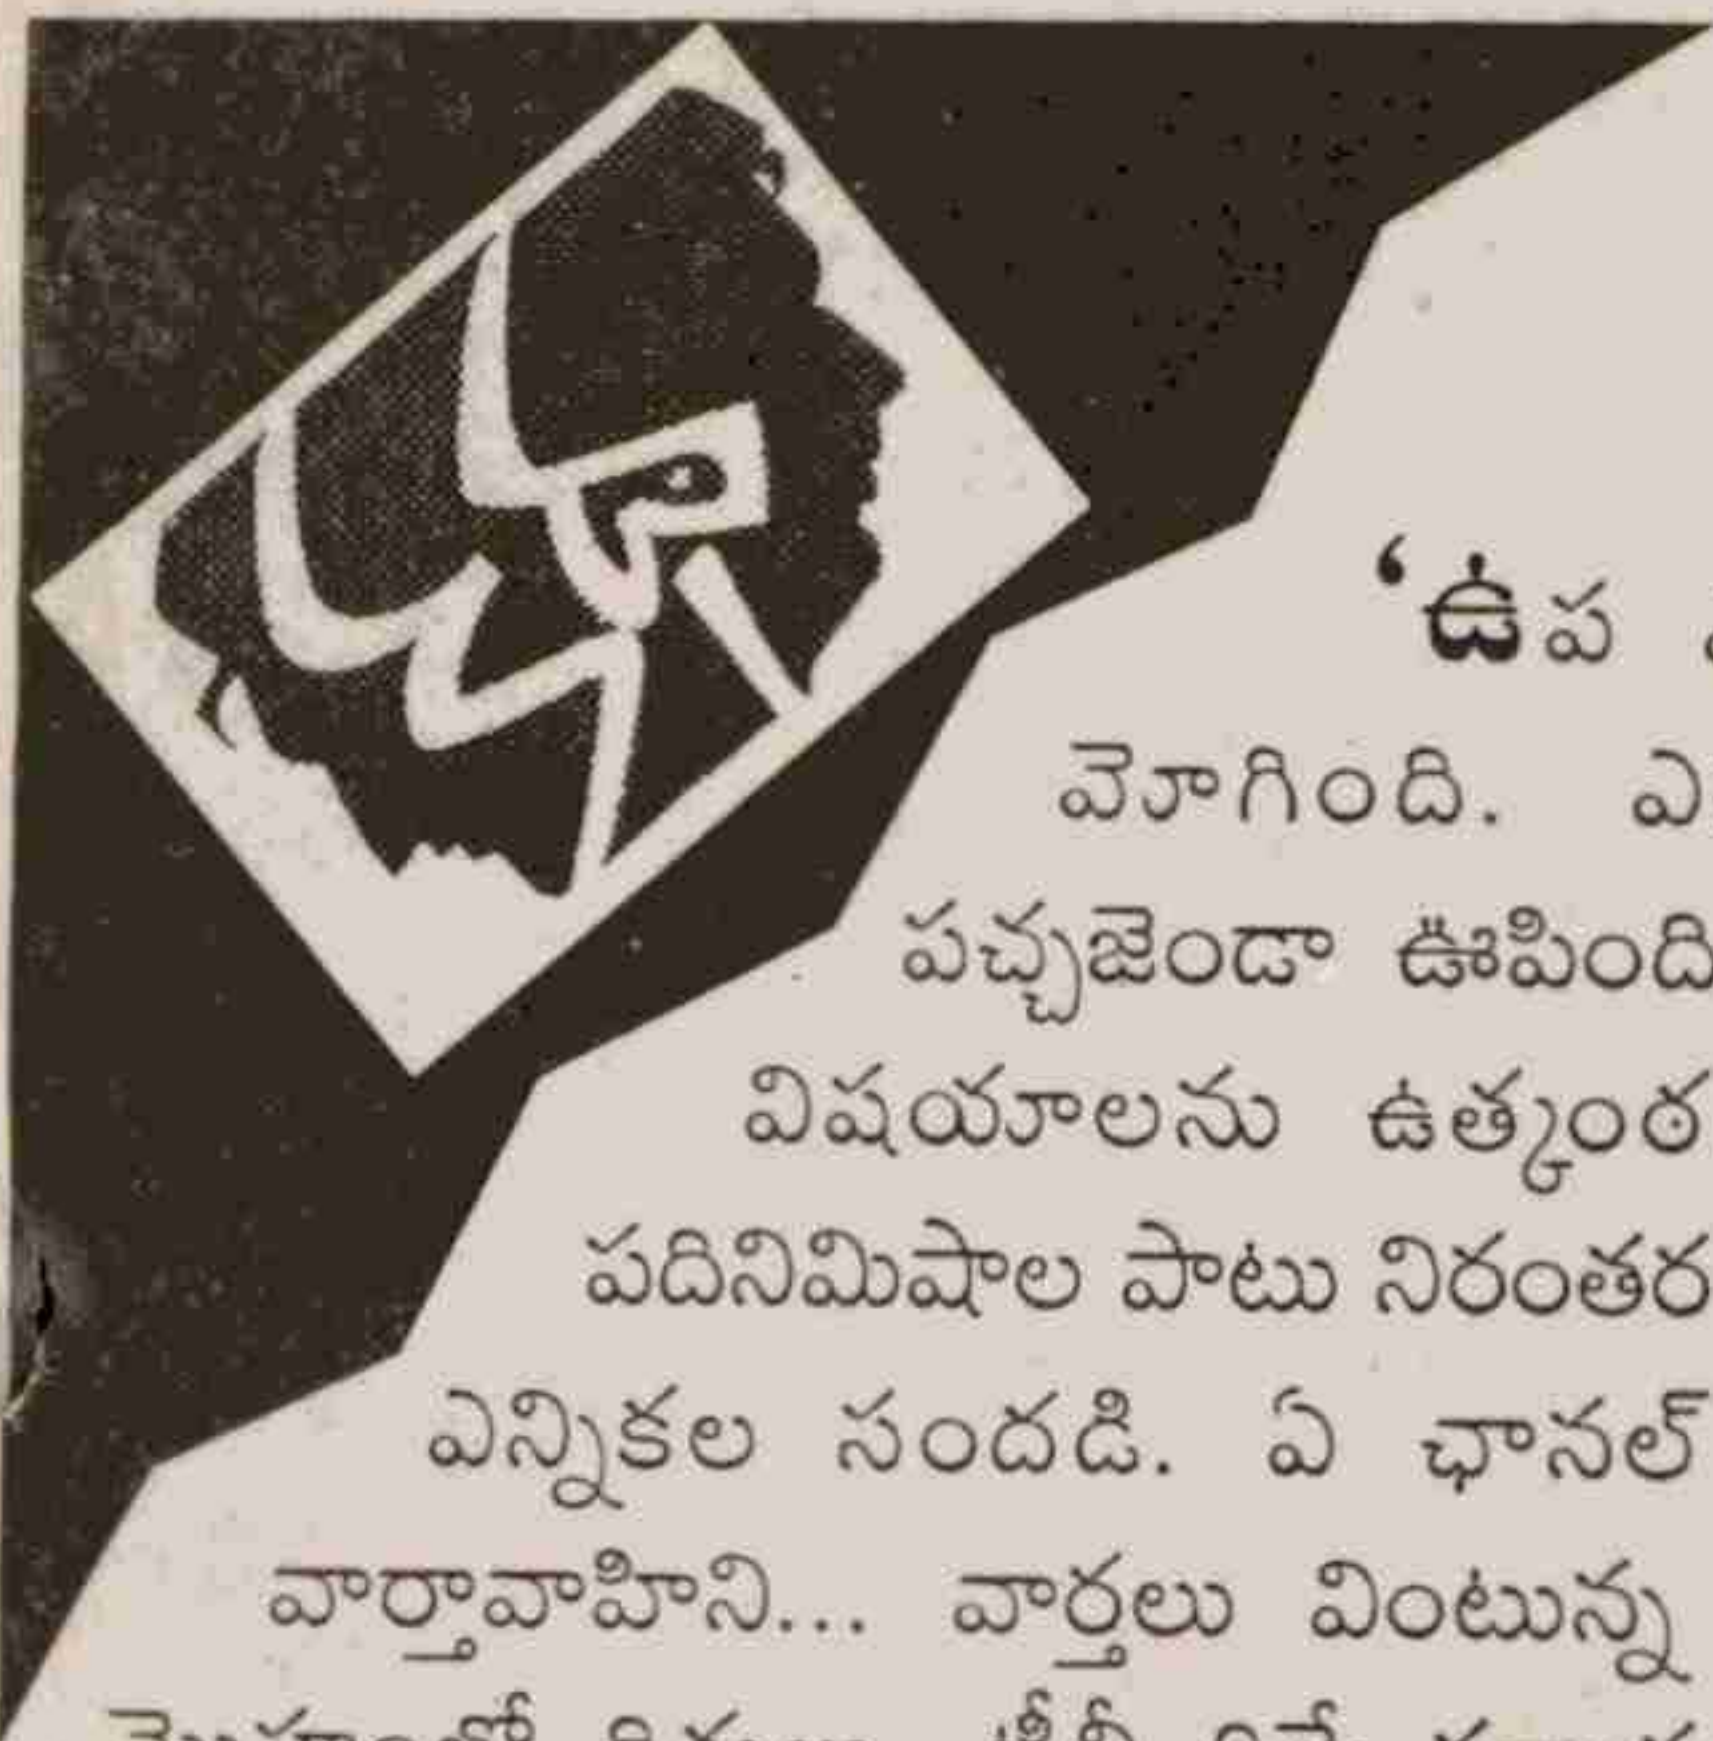 ‘ఉప
మోగింది. ఎ
పచ్చజెండా ఊపింది
విషయాలను ఉత్కంఠ
పదినిమిషాల పాటు నిరంతర
ఎన్నికల సందడి. ఏ ఛానల్
వార్తావాహిని... వార్తలు వింటున్న